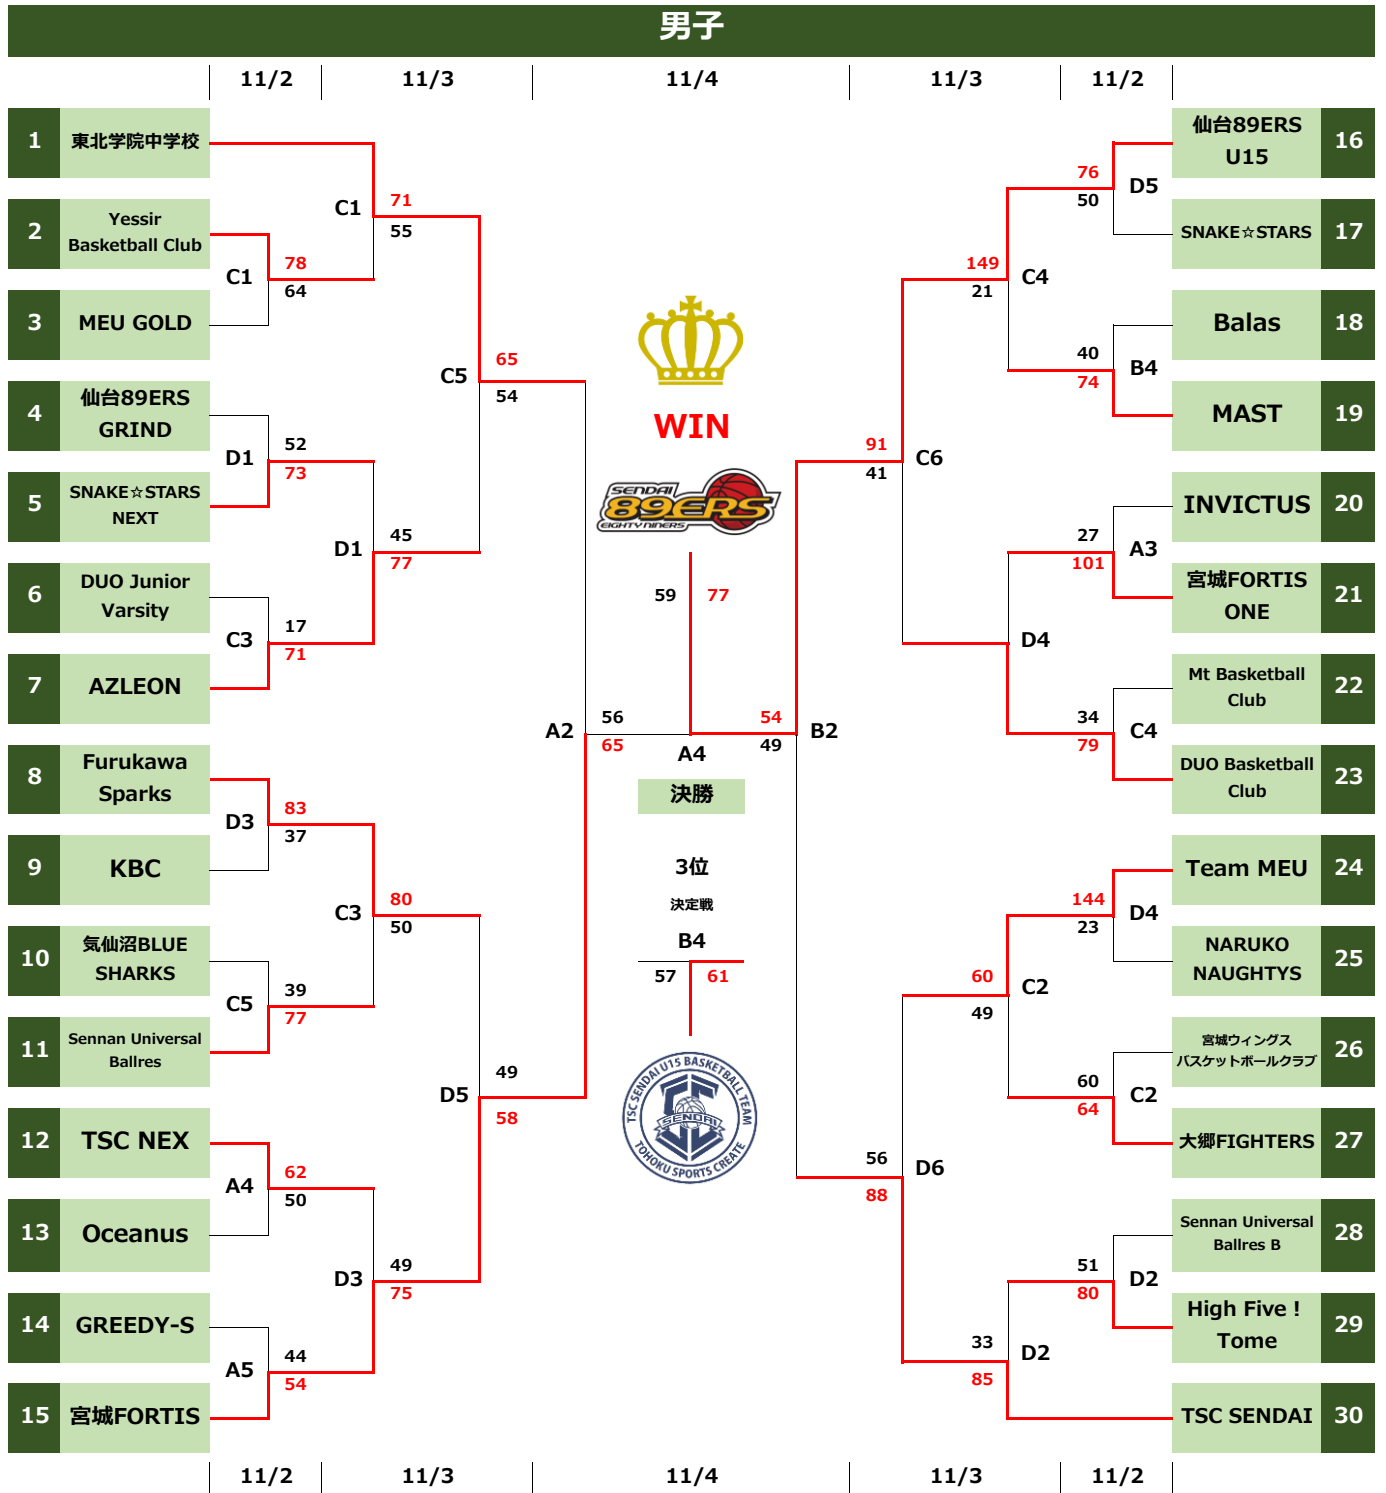 男子
11/2
11/3
11/4
11/3
11/2
1
東北学院中学校
2
Yessir
Basketball Club
3
MEU GOLD
4
仙台89ERS
GRIND
5
SNAKE☆STARS
NEXT
6
DUO Junior
Varsity
7
AZLEON
8
Furukawa
Sparks
9
KBC
10
気仙沼BLUE
SHARKS
11
Sennan Universal
Ballres
12
TSC NEX
13
Oceanus
14
GREEDY-S
15
宮城FORTIS
C1
78
64
D1
52
73
C3
17
71
D3
83
37
C5
39
77
A4
62
50
A5
44
54
C1
71
55
D1
45
77
C3
80
50
D3
49
75
C5
65
54
D5
49
58
A2
56
65
WIN
SENDAI
89ERS
EIGHTY NINERS
59
77
A4
決勝
3位
決定戦
B4
57
61
TSC SENDAI U15 BASKETBALL TEAM
SENDAI
TOHOKU SPORTS CREATE
54
49
B2
91
41
C6
56
88
D6
149
21
C4
D4
60
49
C2
33
85
D2
76
50
D5
40
74
B4
27
101
A3
34
79
C4
144
23
D4
60
64
C2
51
80
D2
仙台89ERS
U15
16
SNAKE☆STARS
17
Balas
18
MAST
19
INVICTUS
20
宮城FORTIS
ONE
21
Mt Basketball
Club
22
DUO Basketball
Club
23
Team MEU
24
NARUKO
NAUGHTYS
25
宮城ウィングス
バスケットボールクラブ
26
大郷FIGHTERS
27
Sennan Universal
Ballres B
28
High Five !
Tome
29
TSC SENDAI
30
11/2
11/3
11/4
11/3
11/2